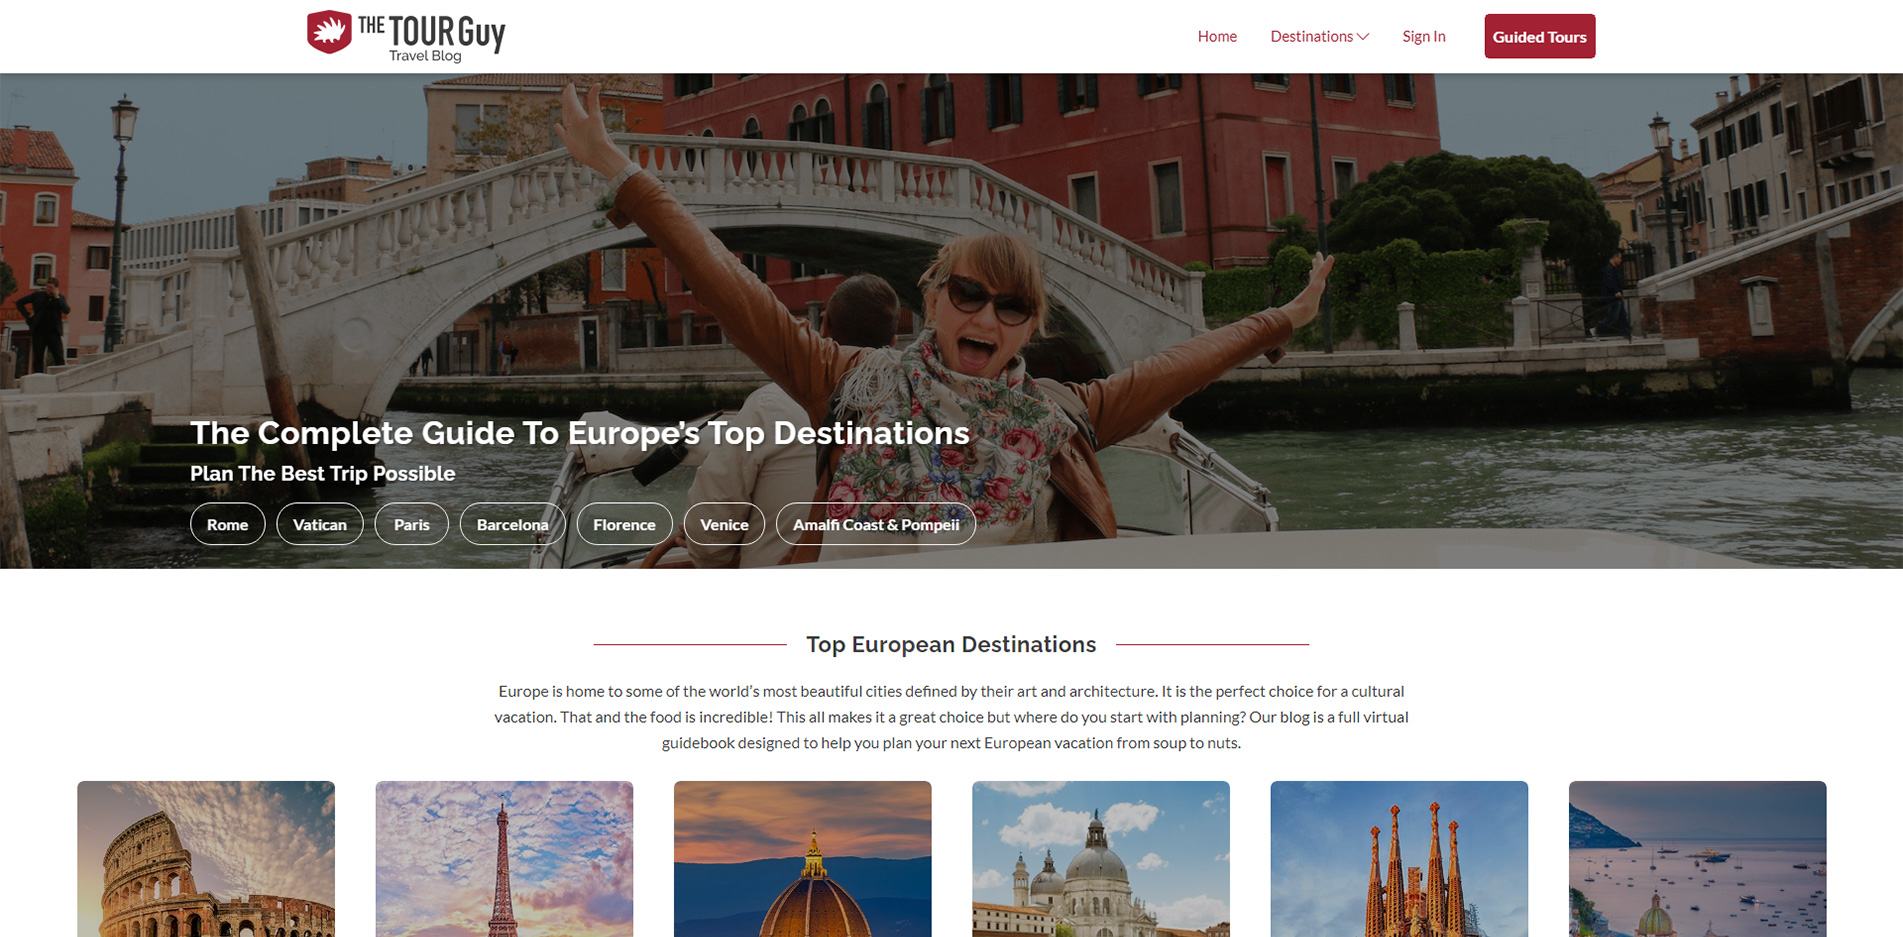 THE TOUR GUY
Travel Blog
Home
Destinations
Sign In
Guided Tours
The Complete Guide To Europe’s Top Destinations
Plan The Best Trip Possible
Rome
Vatican
Paris
Barcelona
Florence
Venice
Amalfi Coast & Pompeii
Top European Destinations
Europe is home to some of the world’s most beautiful cities defined by their art and architecture. It is the perfect choice for a cultural
vacation. That and the food is incredible! This all makes it a great choice but where do you start with planning? Our blog is a full virtual
guidebook designed to help you plan your next European vacation from soup to nuts.